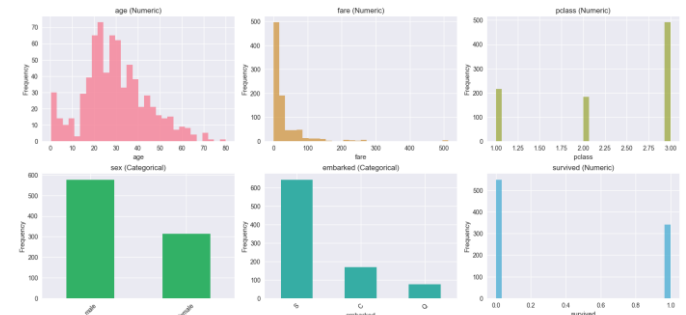 age (Numeric)
Frequency
70
60
50
40
30
20
10
0
0 10 20 30 40 50 60 70 80
age
fare (Numeric)
Frequency
500
400
300
200
100
0
0 100 200 300 400 500
fare
pclass (Numeric)
Frequency
500
400
300
200
100
0
1.00 1.25 1.50 1.75 2.00 2.25 2.50 2.75 3.00
pclass
sex (Categorical)
Frequency
600
500
400
300
200
100
0
male
embarked (Categorical)
Frequency
600
500
400
300
200
100
0
S C Q
survived (Numeric)
Frequency
500
400
300
200
100
0
0.0 0.2 0.4 0.6 0.8 1.0